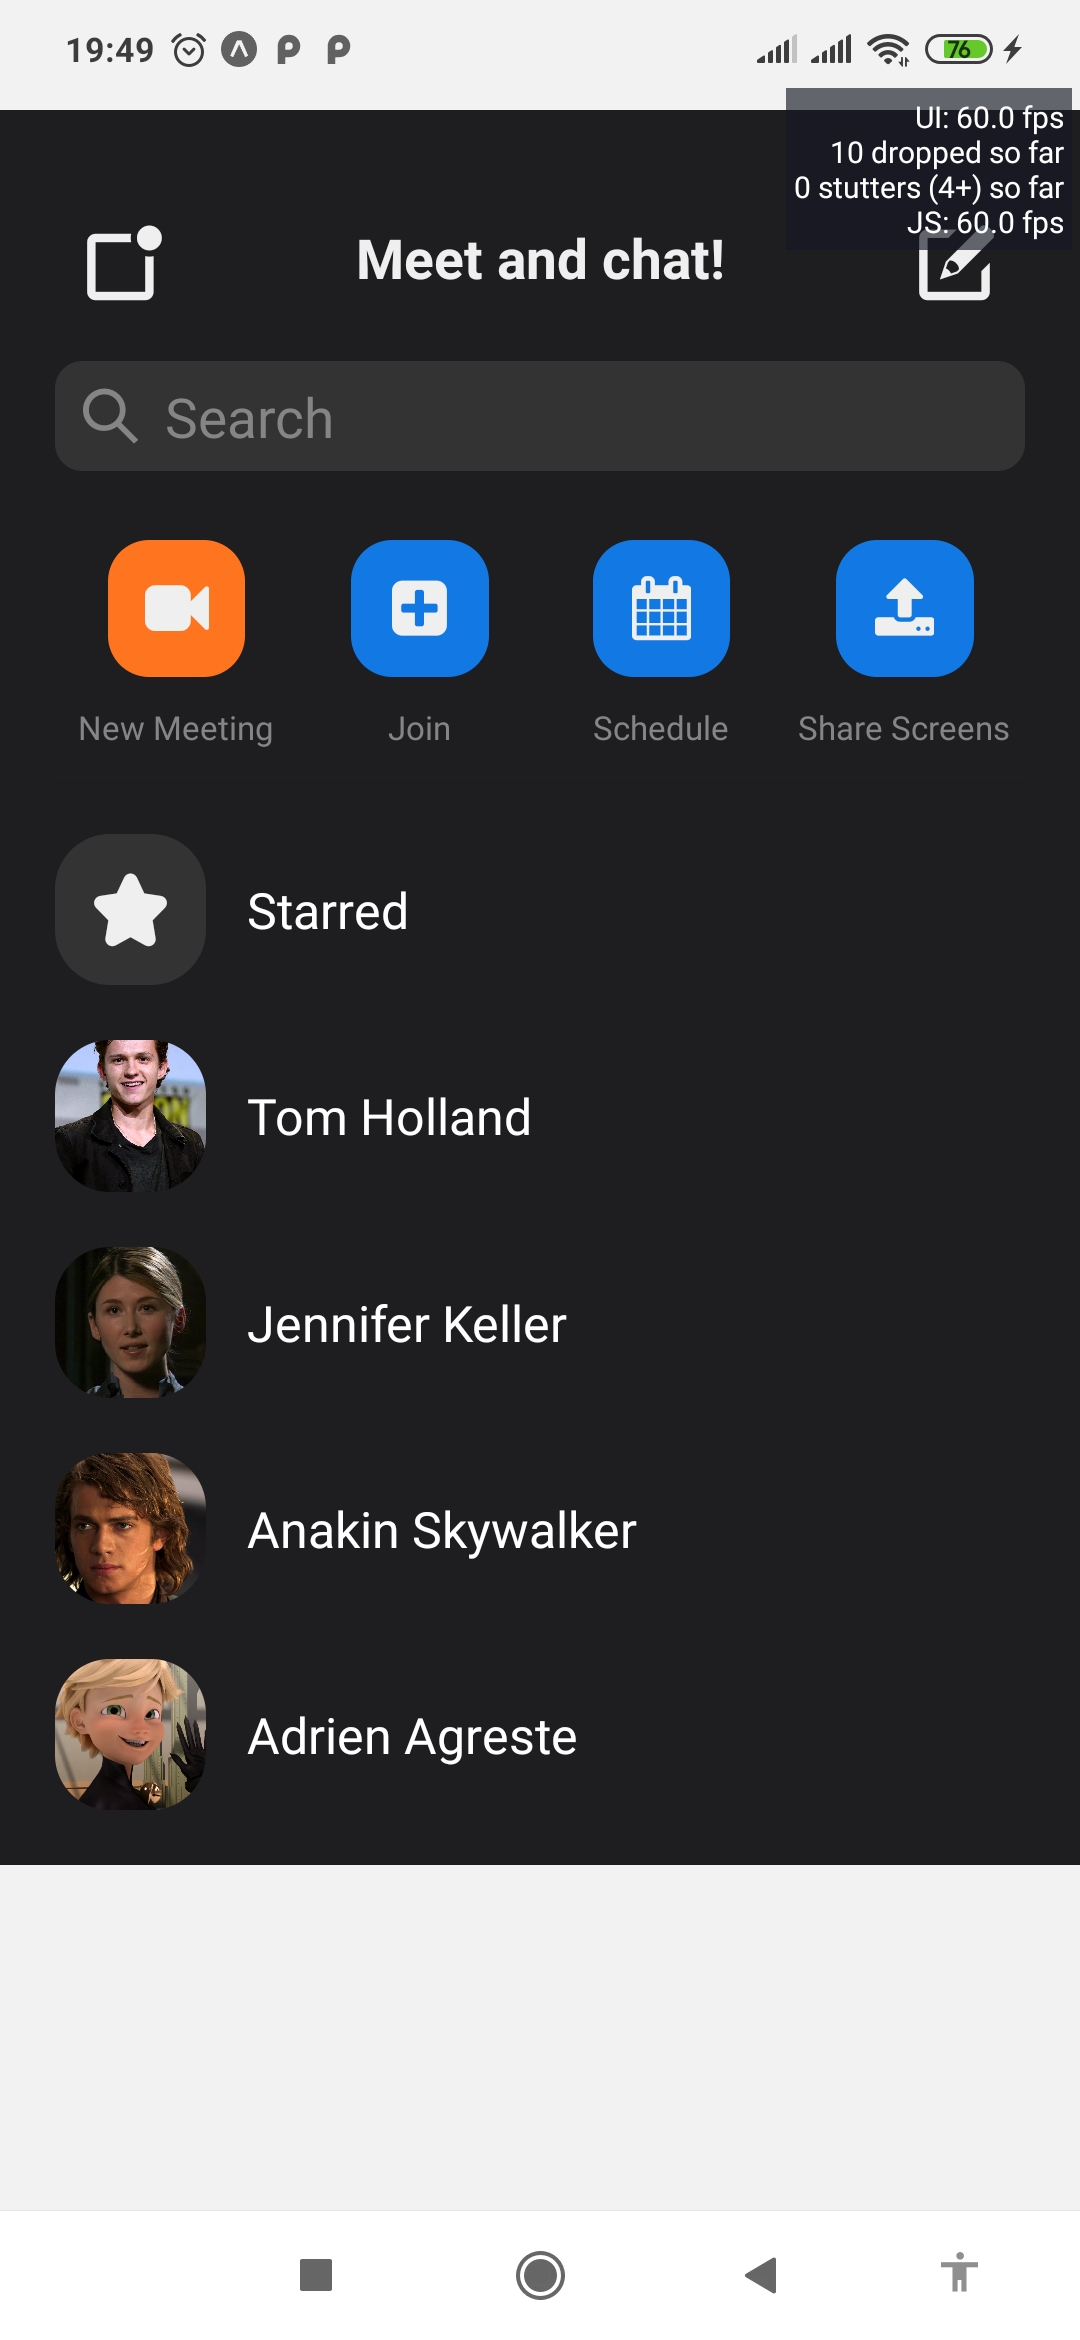 19:49
76
UI: 60.0 fps
10 dropped so far
0 stutters (4+) so far
JS: 60.0 fps
Meet and chat!
Search
New Meeting
Join
Schedule
Share Screens
Starred
Tom Holland
Jennifer Keller
Anakin Skywalker
Adrien Agreste